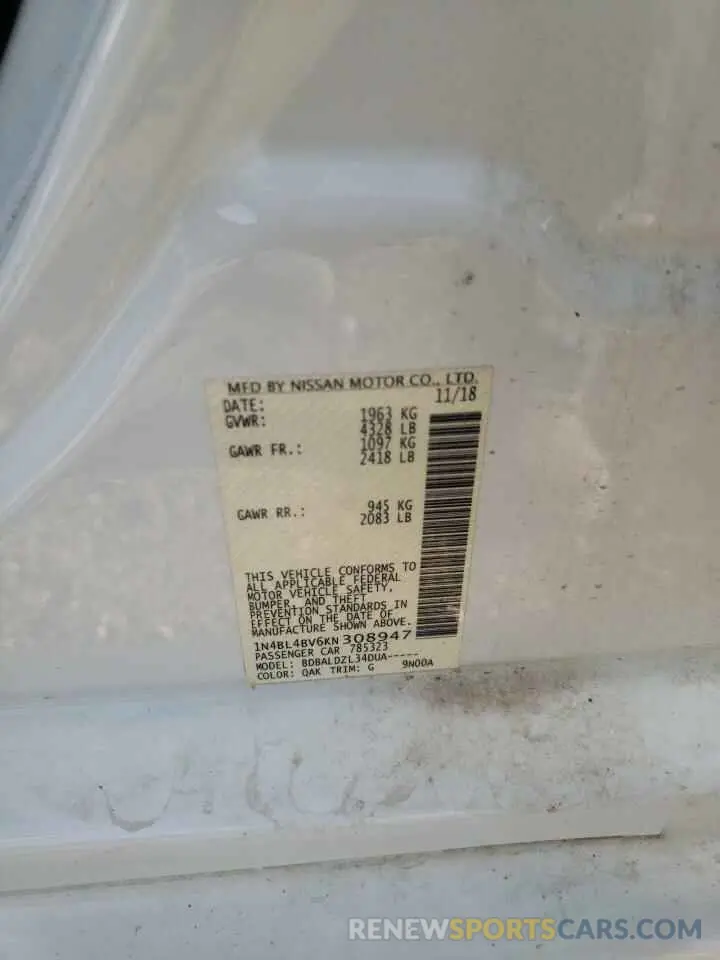 MFD BY NISSAN MOTOR CO., LTD.
DATE: 11/18
GVWR: 1963 KG
4328 LB
GAWR FR.: 1097 KG
2418 LB
GAWR RR.: 945 KG
2083 LB
THIS VEHICLE CONFORMS TO
ALL APPLICABLE FEDERAL
MOTOR VEHICLE SAFETY,
BUMPER, AND THEFT
PREVENTION STANDARDS IN
EFFECT ON THE DATE OF
MANUFACTURE SHOWN ABOVE.
1N4BL4BV6KN308947
PASSENGER CAR 785323
MODEL: BDBALDZL34DUA-----
COLOR: QAK TRIM: G 9N00A
RENEWSPORTSCARS.COM